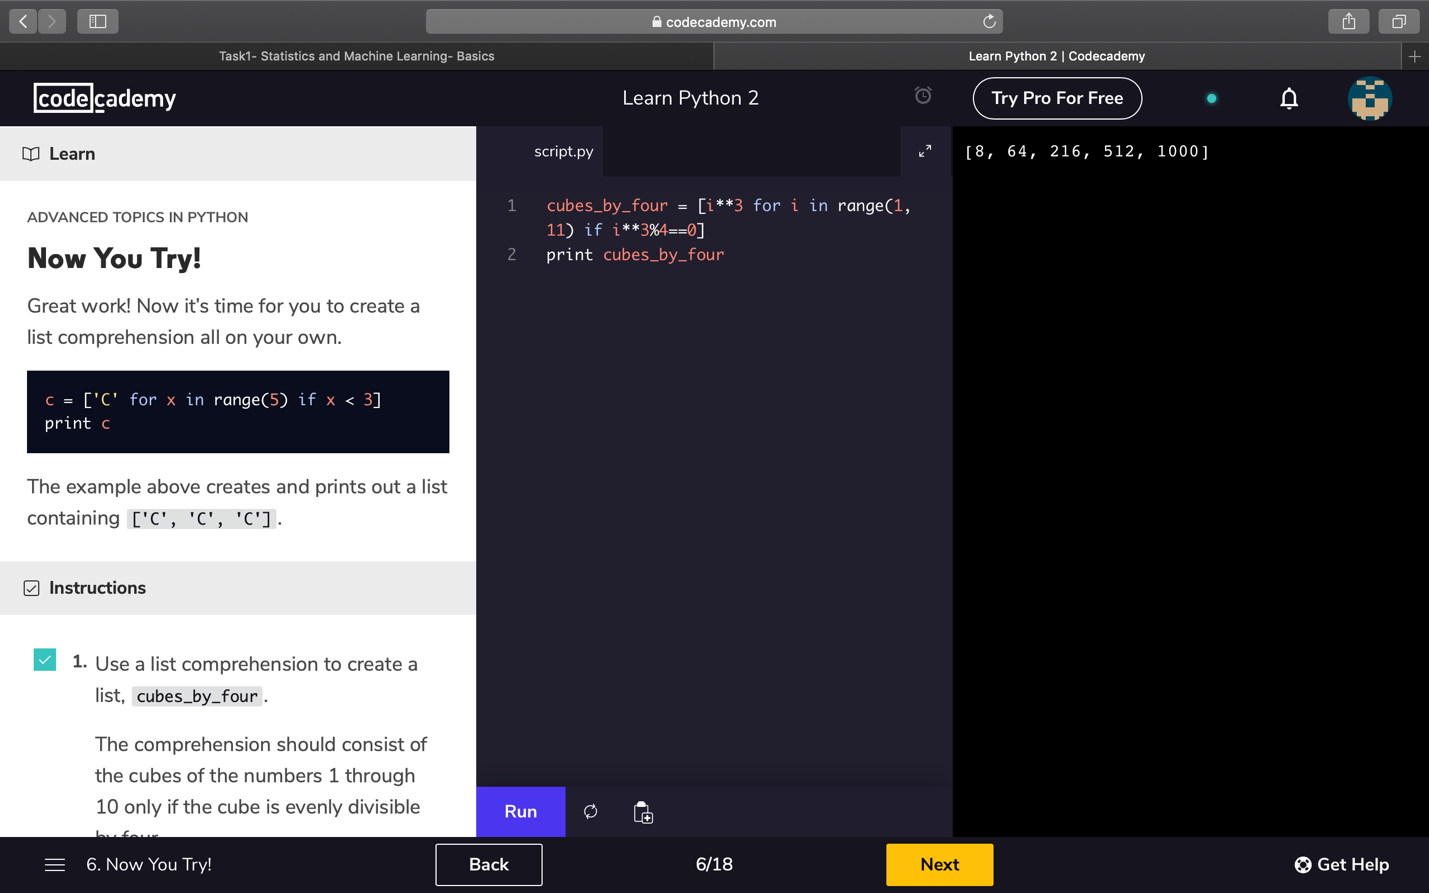 codecademy.com
Task1- Statistics and Machine Learning- Basics
Learn Python 2 | Codecademy
codecademy
Learn Python 2
Try Pro For Free
Learn
ADVANCED TOPICS IN PYTHON
Now You Try!
Great work! Now it’s time for you to create a
list comprehension all on your own.
c = ['C' for x in range(5) if x < 3]
print c
The example above creates and prints out a list
containing ['C', 'C', 'C'].
Instructions
1. Use a list comprehension to create a
list, cubes_by_four.
The comprehension should consist of
the cubes of the numbers 1 through
10 only if the cube is evenly divisible
by four.
script.py
1 cubes_by_four = [i**3 for i in range(1,
11) if i**3%4==0]
2 print cubes_by_four
Run
[8, 64, 216, 512, 1000]
6. Now You Try!
Back
6/18
Next
Get Help